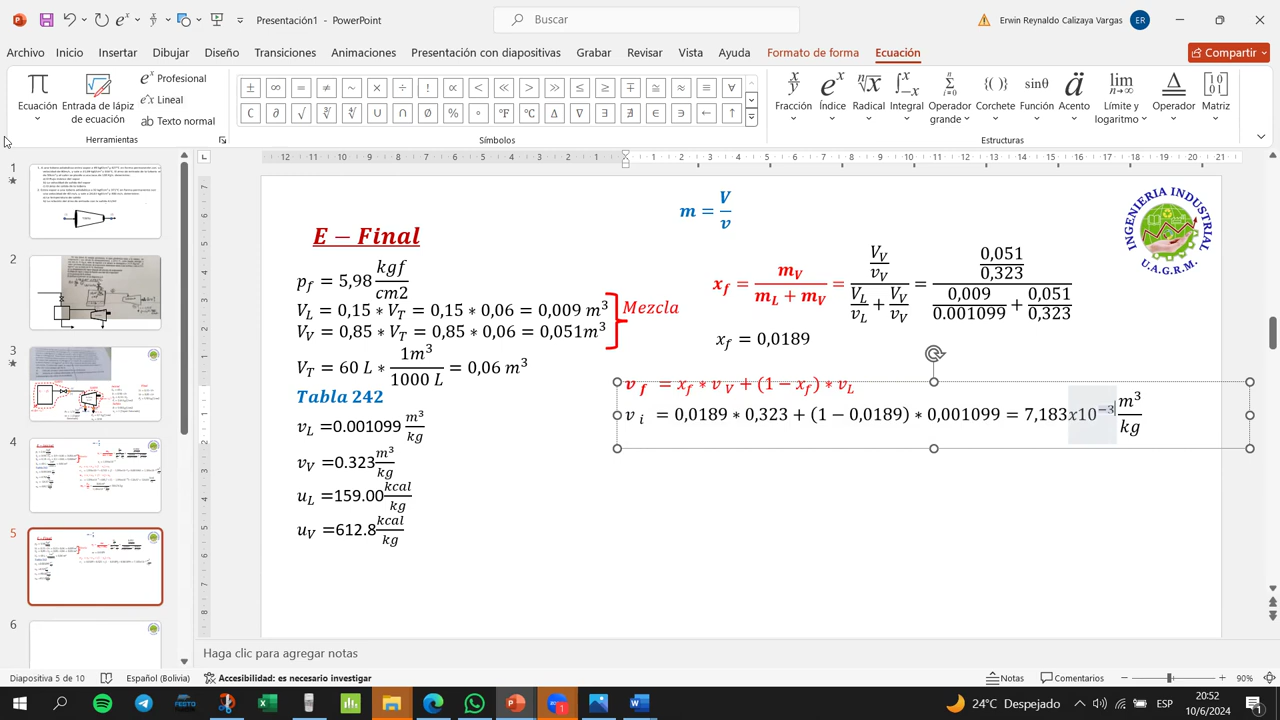 Presentación1 - PowerPoint
Buscar
Erwin Reynaldo Calizaya Vargas
ER
Archivo Inicio Insertar Dibujar Diseño Transiciones Animaciones Presentación con diapositivas Grabar Revisar Vista Ayuda Formato de forma Ecuación
Compartir
Ecuación
Entrada de lápiz de ecuación
Profesional
Lineal
Texto normal
Herramientas
Símbolos
Fracción Índice Radical Integral Operador grande Corchete Función Acento Límite y logaritmo Operador Matriz
Estructuras
m = V/v
E − Final
p_f = 5,98 kgf/cm2
V_L = 0,15 ∗ V_T = 0,15 ∗ 0,06 = 0,009 m³
V_V = 0,85 ∗ V_T = 0,85 ∗ 0,06 = 0,051m³
Mezcla
V_T = 60 L ∗ 1m³/1000 L = 0,06 m³
Tabla 242
v_L =0.001099 m³/kg
v_V =0.323 m³/kg
u_L =159.00 kcal/kg
u_V =612.8 kcal/kg
x_f = m_V/(m_L + m_V) = (V_V/v_V)/(V_L/v_L + V_V/v_V) = (0,051/0,323)/(0,009/0.001099 + 0,051/0,323)
x_f = 0,0189
v_f = x_f ∗ v_V + (1 − x_f) ∗ v_L
v_i = 0,0189 ∗ 0,323 + (1 − 0,0189) ∗ 0,001099 = 7,183x10⁻³ m³/kg
INGENIERIA INDUSTRIAL
U.A.G.R.M.
1
2
3
4
5
6
Haga clic para agregar notas
Diapositiva 5 de 10
Español (Bolivia)
Accesibilidad: es necesario investigar
Notas
Comentarios
90%
24°C Despejado
ESP
20:52
10/6/2024